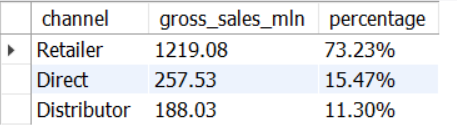 channel gross_sales_mln percentage
Retailer 1219.08 73.23%
Direct 257.53 15.47%
Distributor 188.03 11.30%